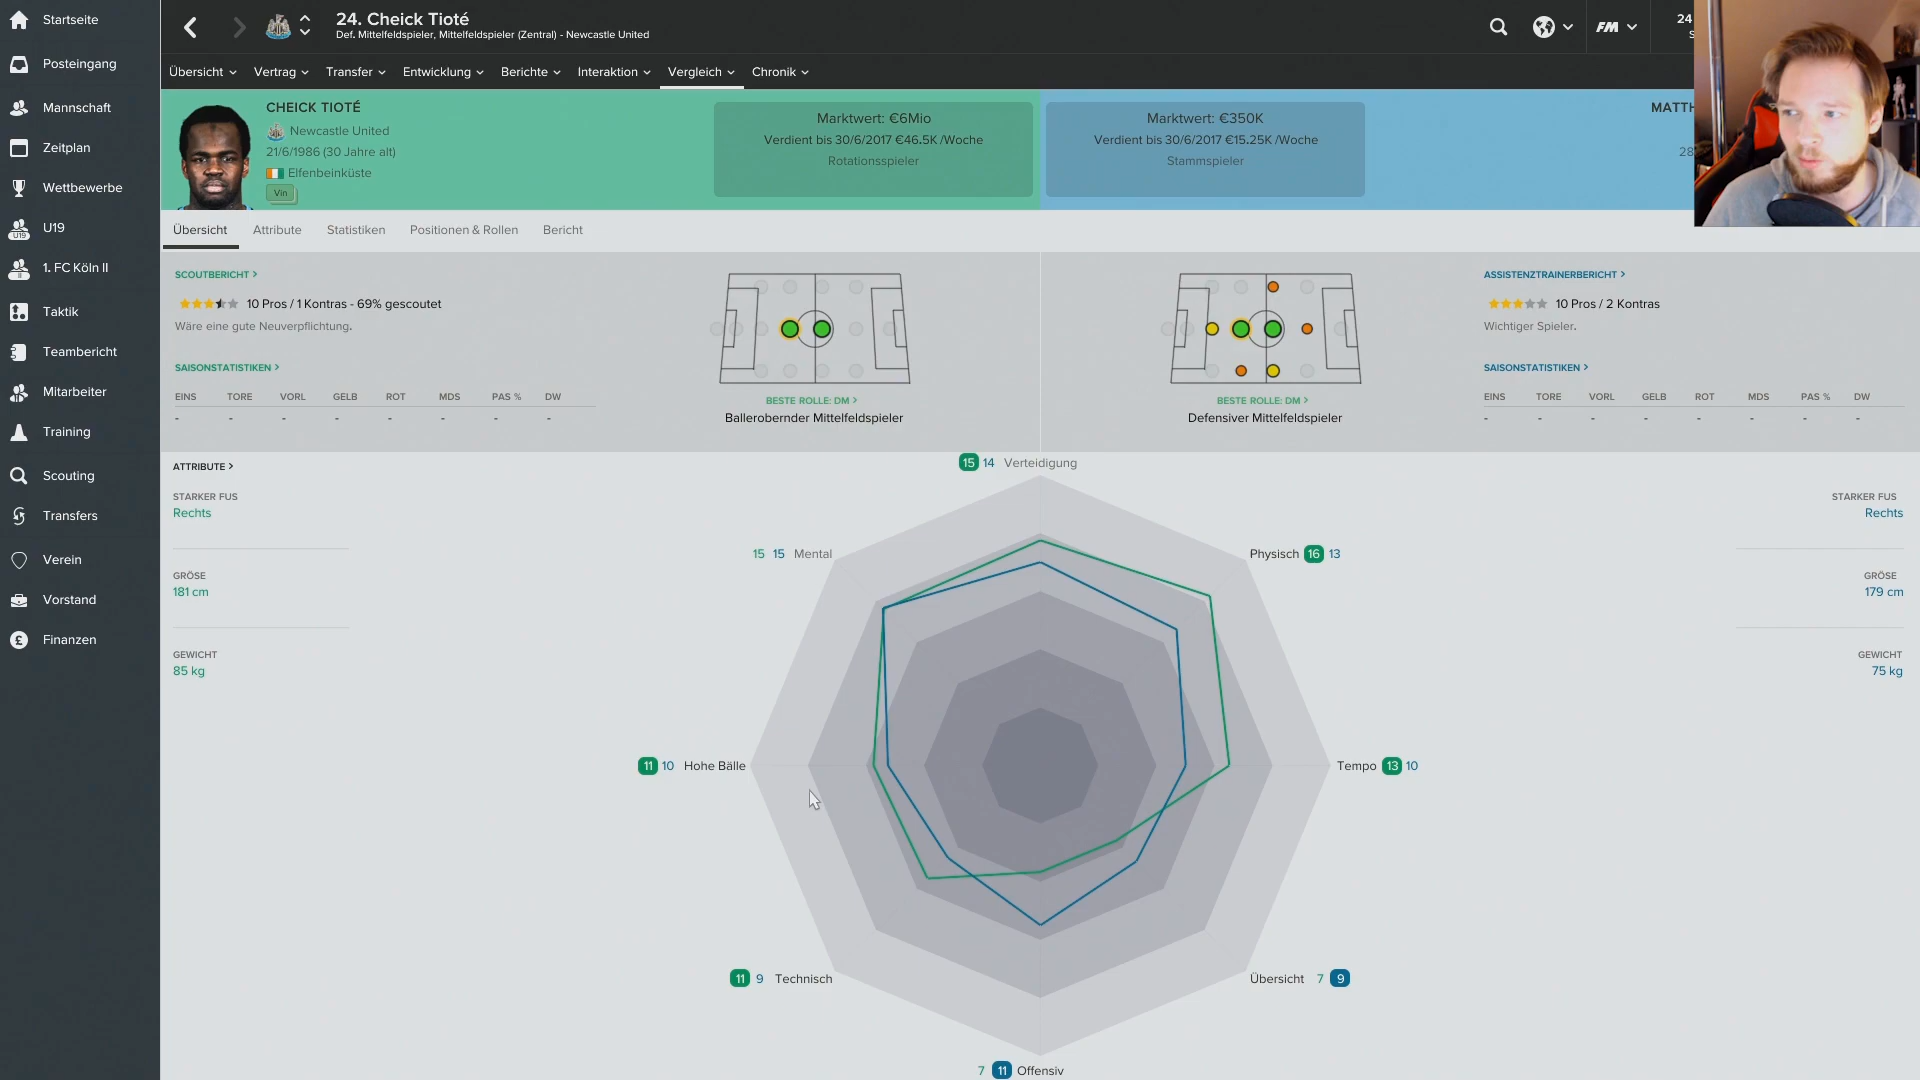 Startseite
Posteingang
Mannschaft
Zeitplan
Wettbewerbe
U19
1. FC Köln II
Taktik
Teambericht
Mitarbeiter
Training
Scouting
Transfers
Verein
Vorstand
Finanzen
24. Cheick Tioté
Def. Mittelfeldspieler, Mittelfeldspieler (Zentral) - Newcastle United
FM
24
S
Übersicht
Vertrag
Transfer
Entwicklung
Berichte
Interaktion
Vergleich
Chronik
CHEICK TIOTÉ
Newcastle United
21/6/1986 (30 Jahre alt)
Elfenbeinküste
Vin
Marktwert: €6Mio
Verdient bis 30/6/2017 €46.5K /Woche
Rotationsspieler
Marktwert: €350K
Verdient bis 30/6/2017 €15.25K /Woche
Stammspieler
MATTH
28
Übersicht
Attribute
Statistiken
Positionen & Rollen
Bericht
SCOUTBERICHT >
10 Pros / 1 Kontras - 69% gescoutet
Wäre eine gute Neuverpflichtung.
SAISONSTATISTIKEN >
EINS TORE VORL GELB ROT MDS PAS % DW
- - - - - - - -
BESTE ROLLE: DM >
Ballerobernder Mittelfeldspieler
BESTE ROLLE: DM >
Defensiver Mittelfeldspieler
ASSISTENZTRAINERBERICHT >
10 Pros / 2 Kontras
Wichtiger Spieler.
SAISONSTATISTIKEN >
EINS TORE VORL GELB ROT MDS PAS % DW
- - - - - - - -
ATTRIBUTE >
STARKER FUS
Rechts
GRÖSE
181 cm
GEWICHT
85 kg
15 14 Verteidigung
15 15 Mental
Physisch 16 13
11 10 Hohe Bälle
Tempo 13 10
11 9 Technisch
Übersicht 7 9
7 11 Offensiv
STARKER FUS
Rechts
GRÖSE
179 cm
GEWICHT
75 kg